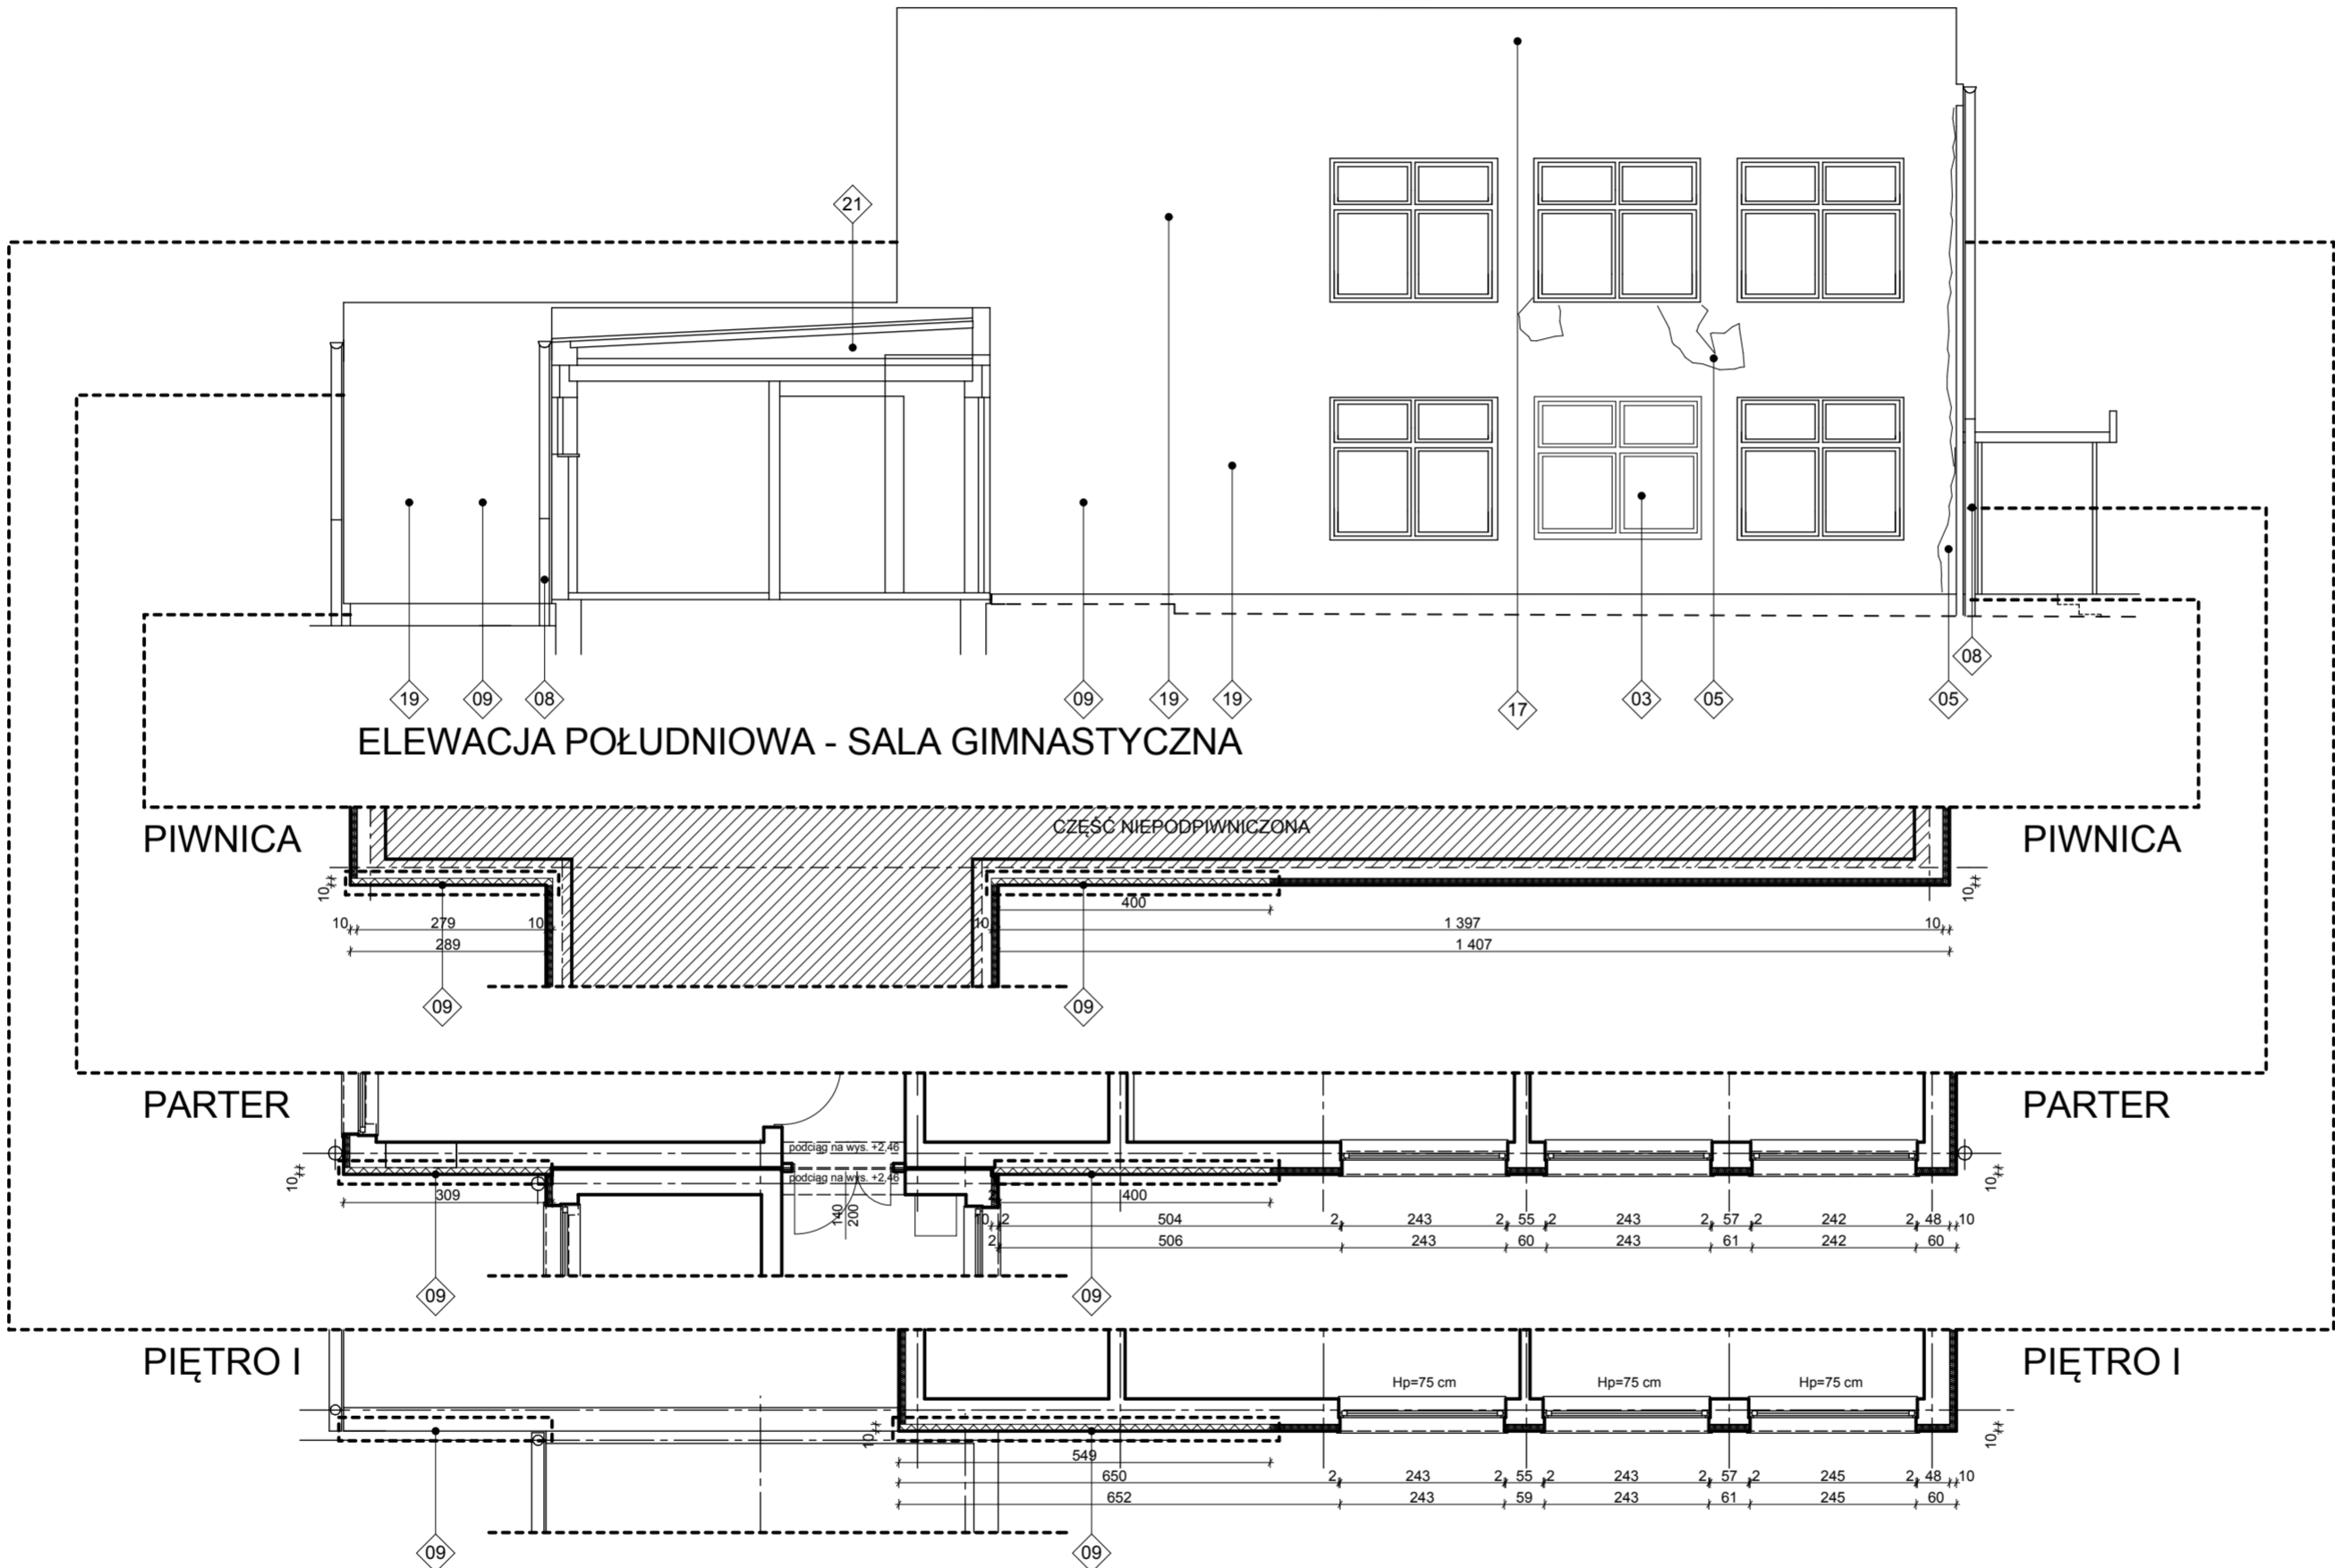 21
19 09 08 09 19 19 17 03 05 08 05
ELEWACJA POŁUDNIOWA - SALA GIMNASTYCZNA
PIWNICA CZĘŚĆ NIEPODPIWNICZONA PIWNICA
10 10
400
10 279 10 10 1 397 10
289 1 407
09 09
PARTER PARTER
podciąg na wys. +2,46
podciąg na wys. +2,46
10 10
309 2 400
140
200
10 2 504 2 243 2 55 2 243 2 57 2 242 2 48 10
2 506 243 60 243 61 242 60
09 09
PIĘTRO I PIĘTRO I
Hp=75 cm Hp=75 cm Hp=75 cm
10 10
549
650 2 243 2 55 2 243 2 57 2 245 2 48 10
652 243 59 243 61 245 60
09 09